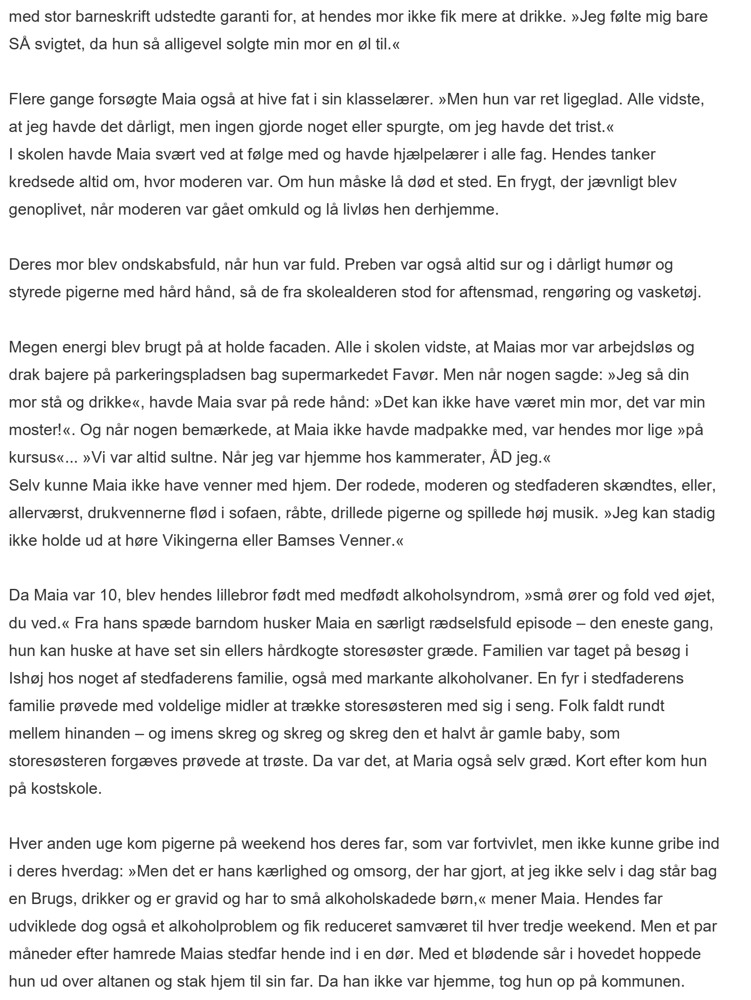 med stor barneskrift udstedte garanti for, at hendes mor ikke fik mere at drikke. »Jeg følte mig bare
SÅ svigtet, da hun så alligevel solgte min mor en øl til.«
Flere gange forsøgte Maia også at hive fat i sin klasselærer. »Men hun var ret ligeglad. Alle vidste,
at jeg havde det dårligt, men ingen gjorde noget eller spurgte, om jeg havde det trist.«
I skolen havde Maia svært ved at følge med og havde hjælpelærer i alle fag. Hendes tanker
kredsede altid om, hvor moderen var. Om hun måske lå død et sted. En frygt, der jævnligt blev
genoplivet, når moderen var gået omkuld og lå livløs hen derhjemme.
Deres mor blev ondskabsfuld, når hun var fuld. Preben var også altid sur og i dårligt humør og
styrede pigerne med hård hånd, så de fra skolealderen stod for aftensmad, rengøring og vasketøj.
Megen energi blev brugt på at holde facaden. Alle i skolen vidste, at Maias mor var arbejdsløs og
drak bajere på parkeringspladsen bag supermarkedet Favør. Men når nogen sagde: »Jeg så din
mor stå og drikke«, havde Maia svar på rede hånd: »Det kan ikke have været min mor, det var min
moster!«. Og når nogen bemærkede, at Maia ikke havde madpakke med, var hendes mor lige »på
kursus«... »Vi var altid sultne. Når jeg var hjemme hos kammerater, ÅD jeg.«
Selv kunne Maia ikke have venner med hjem. Der rodede, moderen og stedfaderen skændtes, eller,
allerværst, drukvennerne flød i sofaen, råbte, drillede pigerne og spillede høj musik. »Jeg kan stadig
ikke holde ud at høre Vikingerna eller Bamses Venner.«
Da Maia var 10, blev hendes lillebror født med medfødt alkoholsyndrom, »små ører og fold ved øjet,
du ved.« Fra hans spæde barndom husker Maia en særligt rædselsfuld episode – den eneste gang,
hun kan huske at have set sin ellers hårdkogte storesøster græde. Familien var taget på besøg i
Ishøj hos noget af stedfaderens familie, også med markante alkoholvaner. En fyr i stedfaderens
familie prøvede med voldelige midler at trække storesøsteren med sig i seng. Folk faldt rundt
mellem hinanden – og imens skreg og skreg og skreg den et halvt år gamle baby, som
storesøsteren forgæves prøvede at trøste. Da var det, at Maria også selv græd. Kort efter kom hun
på kostskole.
Hver anden uge kom pigerne på weekend hos deres far, som var fortvivlet, men ikke kunne gribe ind
i deres hverdag: »Men det er hans kærlighed og omsorg, der har gjort, at jeg ikke selv i dag står bag
en Brugs, drikker og er gravid og har to små alkoholskadede børn,« mener Maia. Hendes far
udviklede dog også et alkoholproblem og fik reduceret samværet til hver tredje weekend. Men et par
måneder efter hamrede Maias stedfar hende ind i en dør. Med et blødende sår i hovedet hoppede
hun ud over altanen og stak hjem til sin far. Da han ikke var hjemme, tog hun op på kommunen.